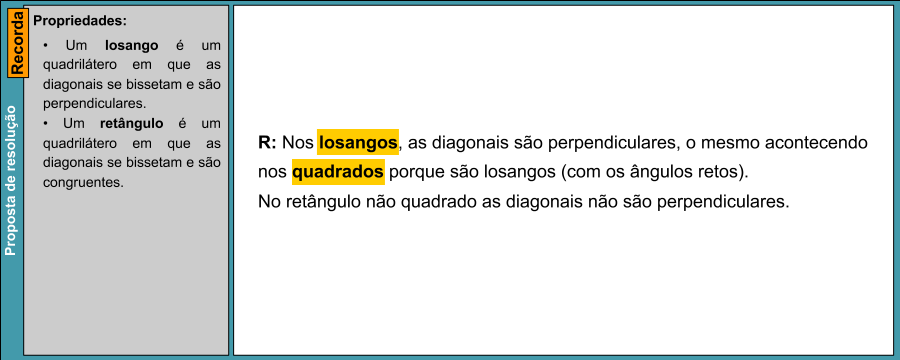 Recorda
Proposta de resolução
Propriedades:
• Um losango é um
quadrilátero em que as
diagonais se bissetam e são
perpendiculares.
• Um retângulo é um
quadrilátero em que as
diagonais se bissetam e são
congruentes.
R: Nos losangos, as diagonais são perpendiculares, o mesmo acontecendo
nos quadrados porque são losangos (com os ângulos retos).
No retângulo não quadrado as diagonais não são perpendiculares.